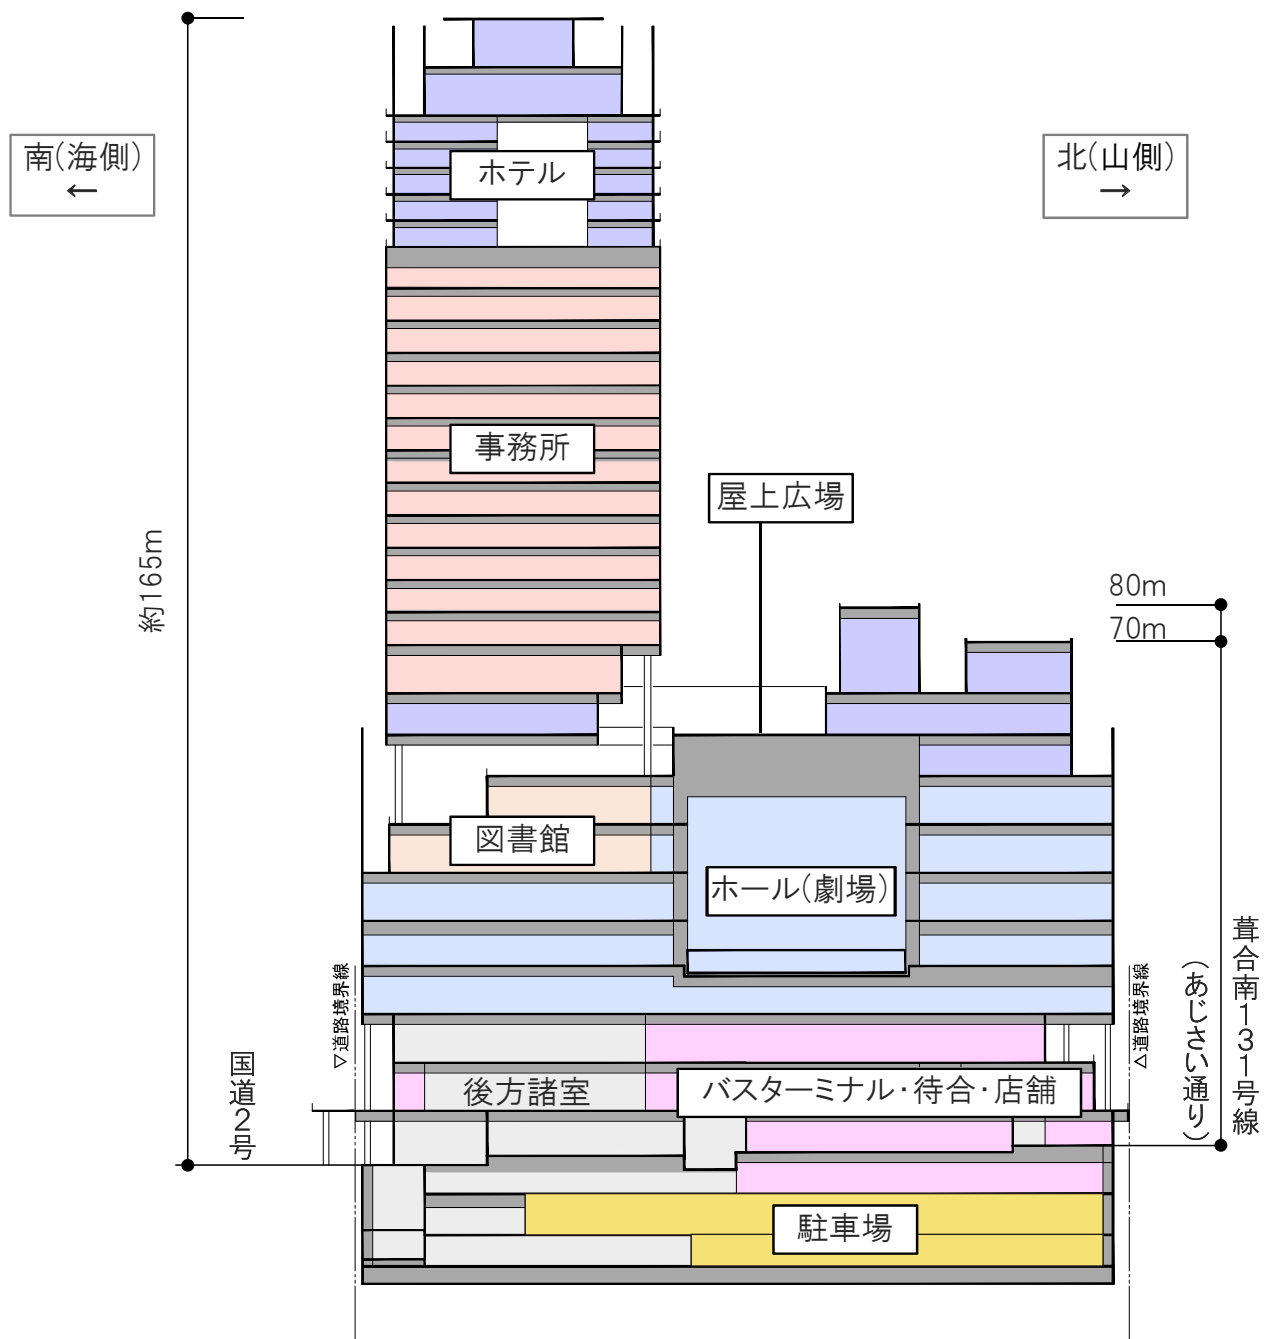 南(海側)
←
北(山側)
→
ホテル
事務所
屋上広場
約165m
80m
70m
図書館
ホール(劇場)
▽道路境界線
△道路境界線
葺合南131号線
(あじさい通り)
国道2号
後方諸室
バスターミナル・待合・店舗
駐車場